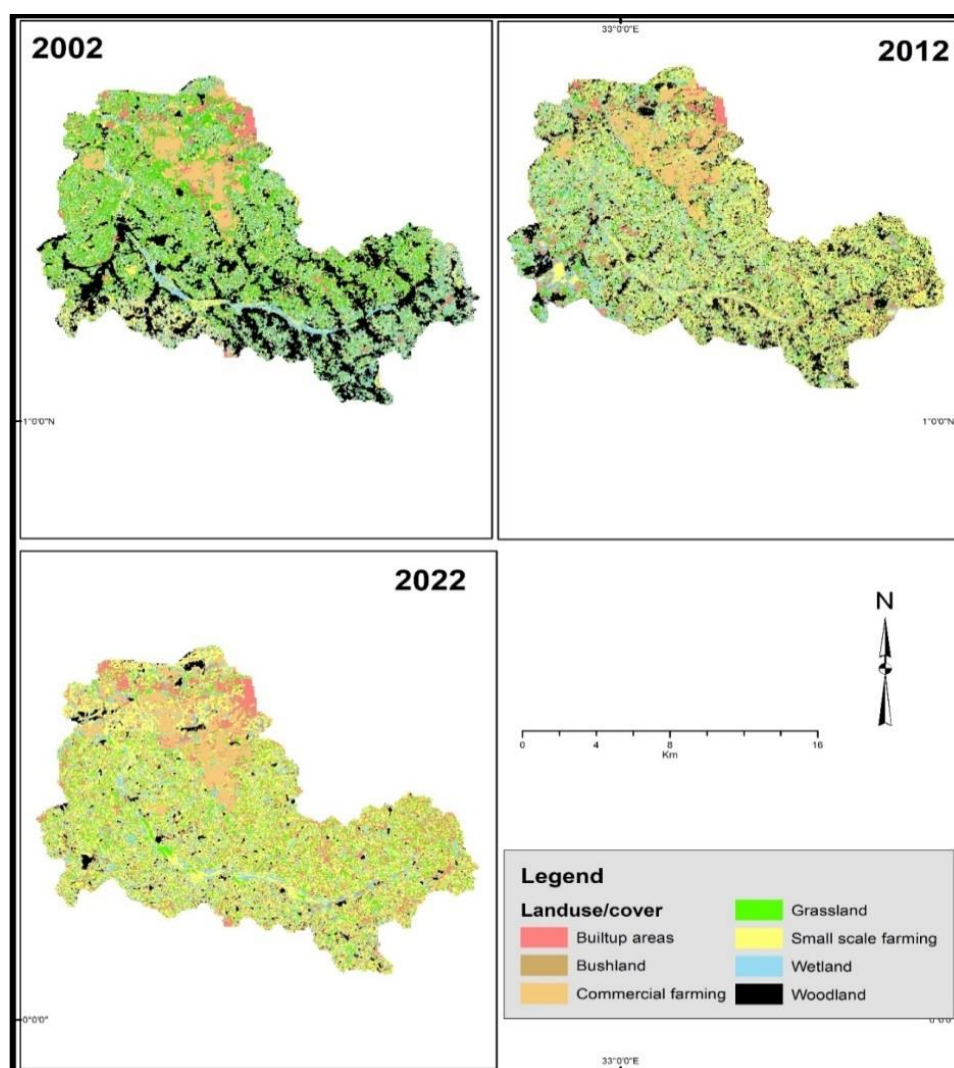 2002
33°0'0"E
2012
1°0'0"N
1°0'0"N
2022
N
0 4 8 16
Km
Legend
Landuse/cover
Builtup areas
Bushland
Commercial farming
Grassland
Small scale farming
Wetland
Woodland
0°0'0"
33°0'0"E